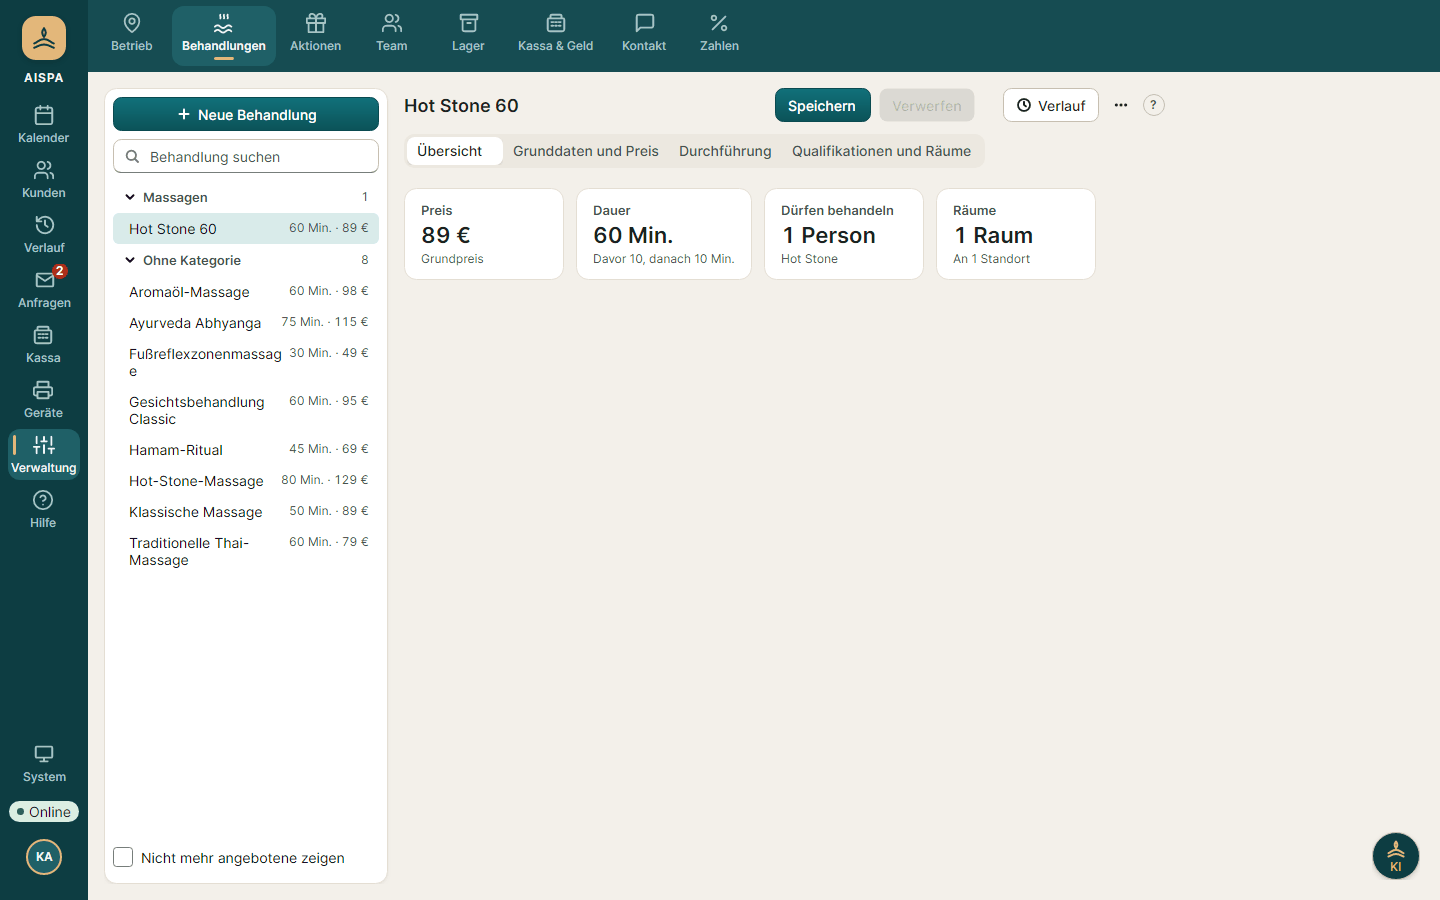 AISPA
Kalender
Kunden
Verlauf
2
Anfragen
Kassa
Geräte
Verwaltung
Hilfe
System
Online
KA
Betrieb
Behandlungen
Aktionen
Team
Lager
Kassa & Geld
Kontakt
Zahlen
Neue Behandlung
Behandlung suchen
Massagen 1
Hot Stone 60 60 Min. · 89 €
Ohne Kategorie 8
Aromaöl-Massage 60 Min. · 98 €
Ayurveda Abhyanga 75 Min. · 115 €
Fußreflexzonenmassag 30 Min. · 49 €
e
Gesichtsbehandlung 60 Min. · 95 €
Classic
Hamam-Ritual 45 Min. · 69 €
Hot-Stone-Massage 80 Min. · 129 €
Klassische Massage 50 Min. · 89 €
Traditionelle Thai- 60 Min. · 79 €
Massage
Nicht mehr angebotene zeigen
Hot Stone 60
Speichern
Verwerfen
Verlauf
?
Übersicht
Grunddaten und Preis
Durchführung
Qualifikationen und Räume
Preis
89 €
Grundpreis
Dauer
60 Min.
Davor 10, danach 10 Min.
Dürfen behandeln
1 Person
Hot Stone
Räume
1 Raum
An 1 Standort
KI